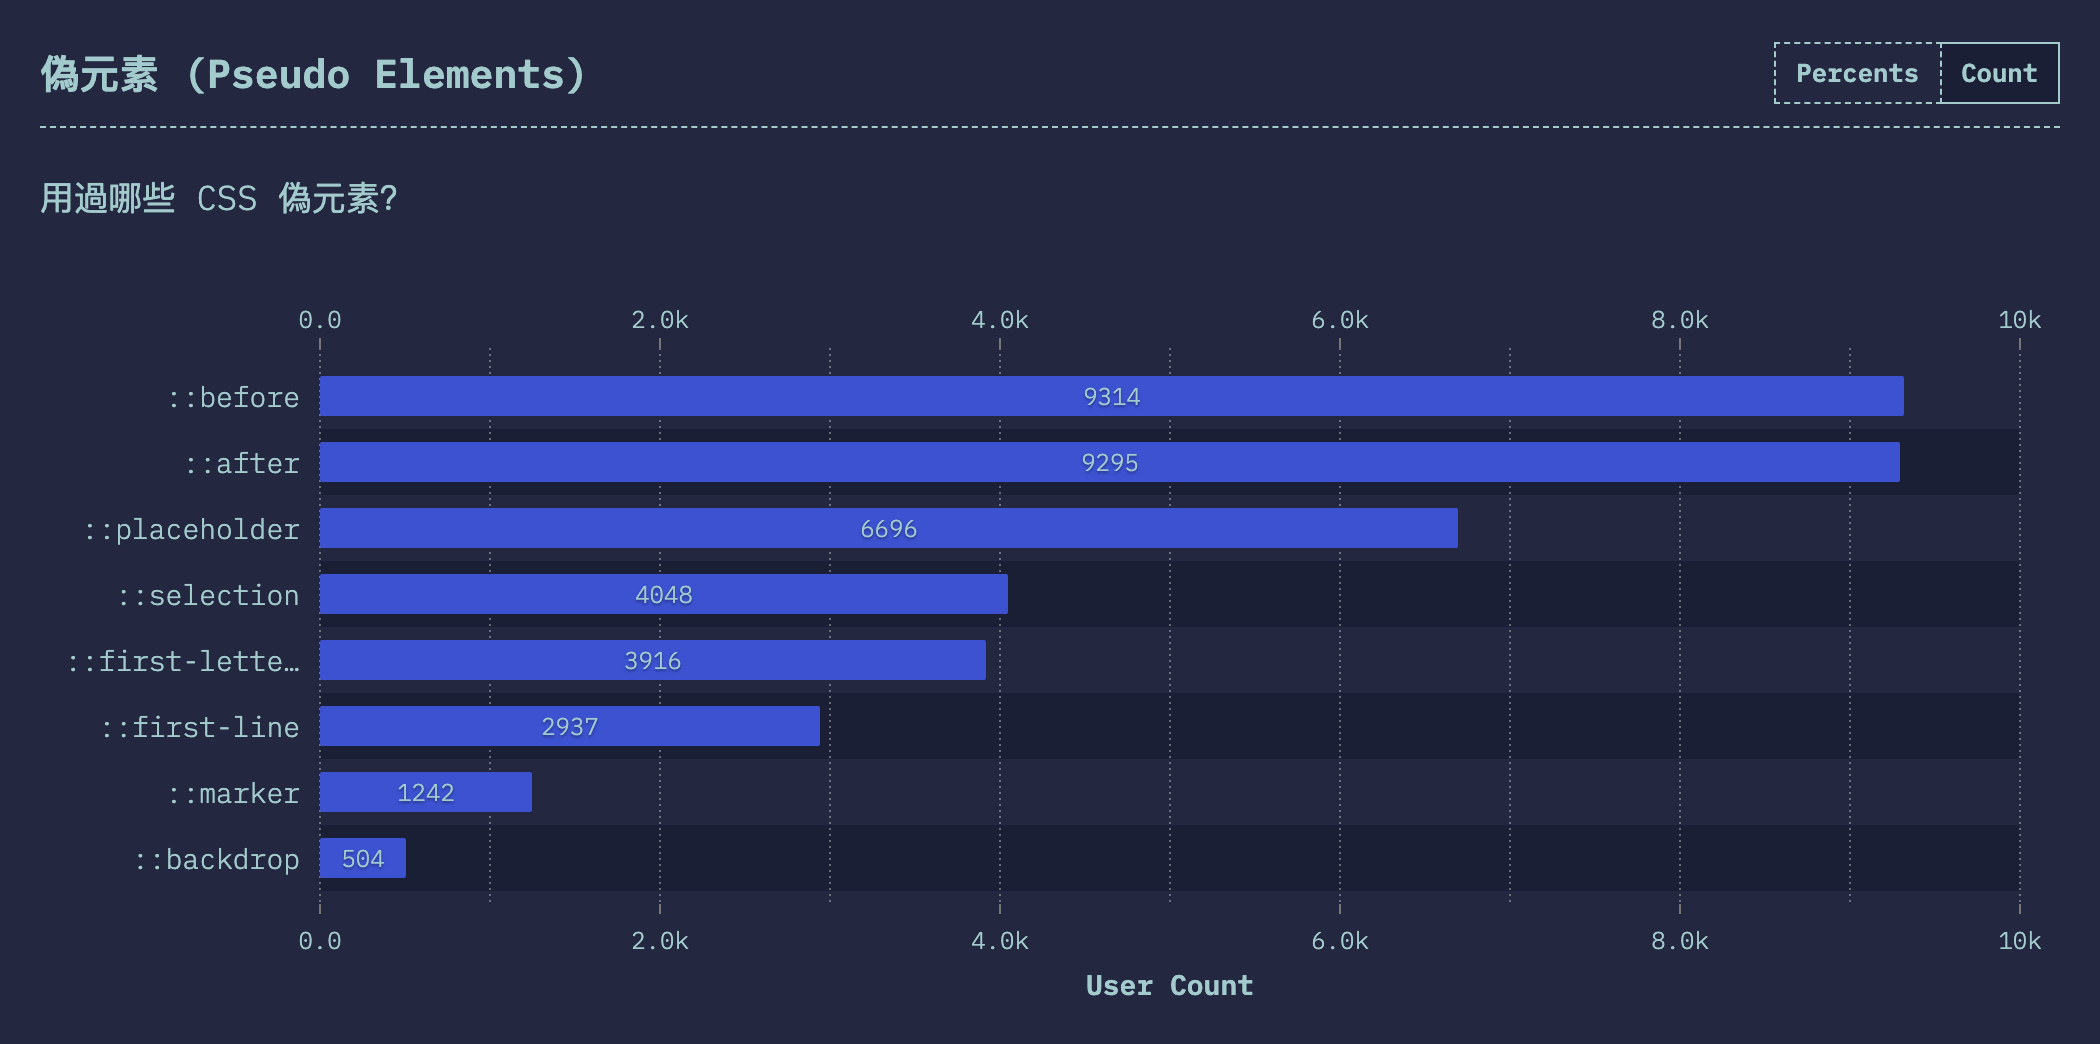 偽元素 (Pseudo Elements)
Percents Count
用過哪些 CSS 偽元素?
0.0 2.0k 4.0k 6.0k 8.0k 10k
::before 9314
::after 9295
::placeholder 6696
::selection 4048
::first-lette… 3916
::first-line 2937
::marker 1242
::backdrop 504
0.0 2.0k 4.0k 6.0k 8.0k 10k
User Count